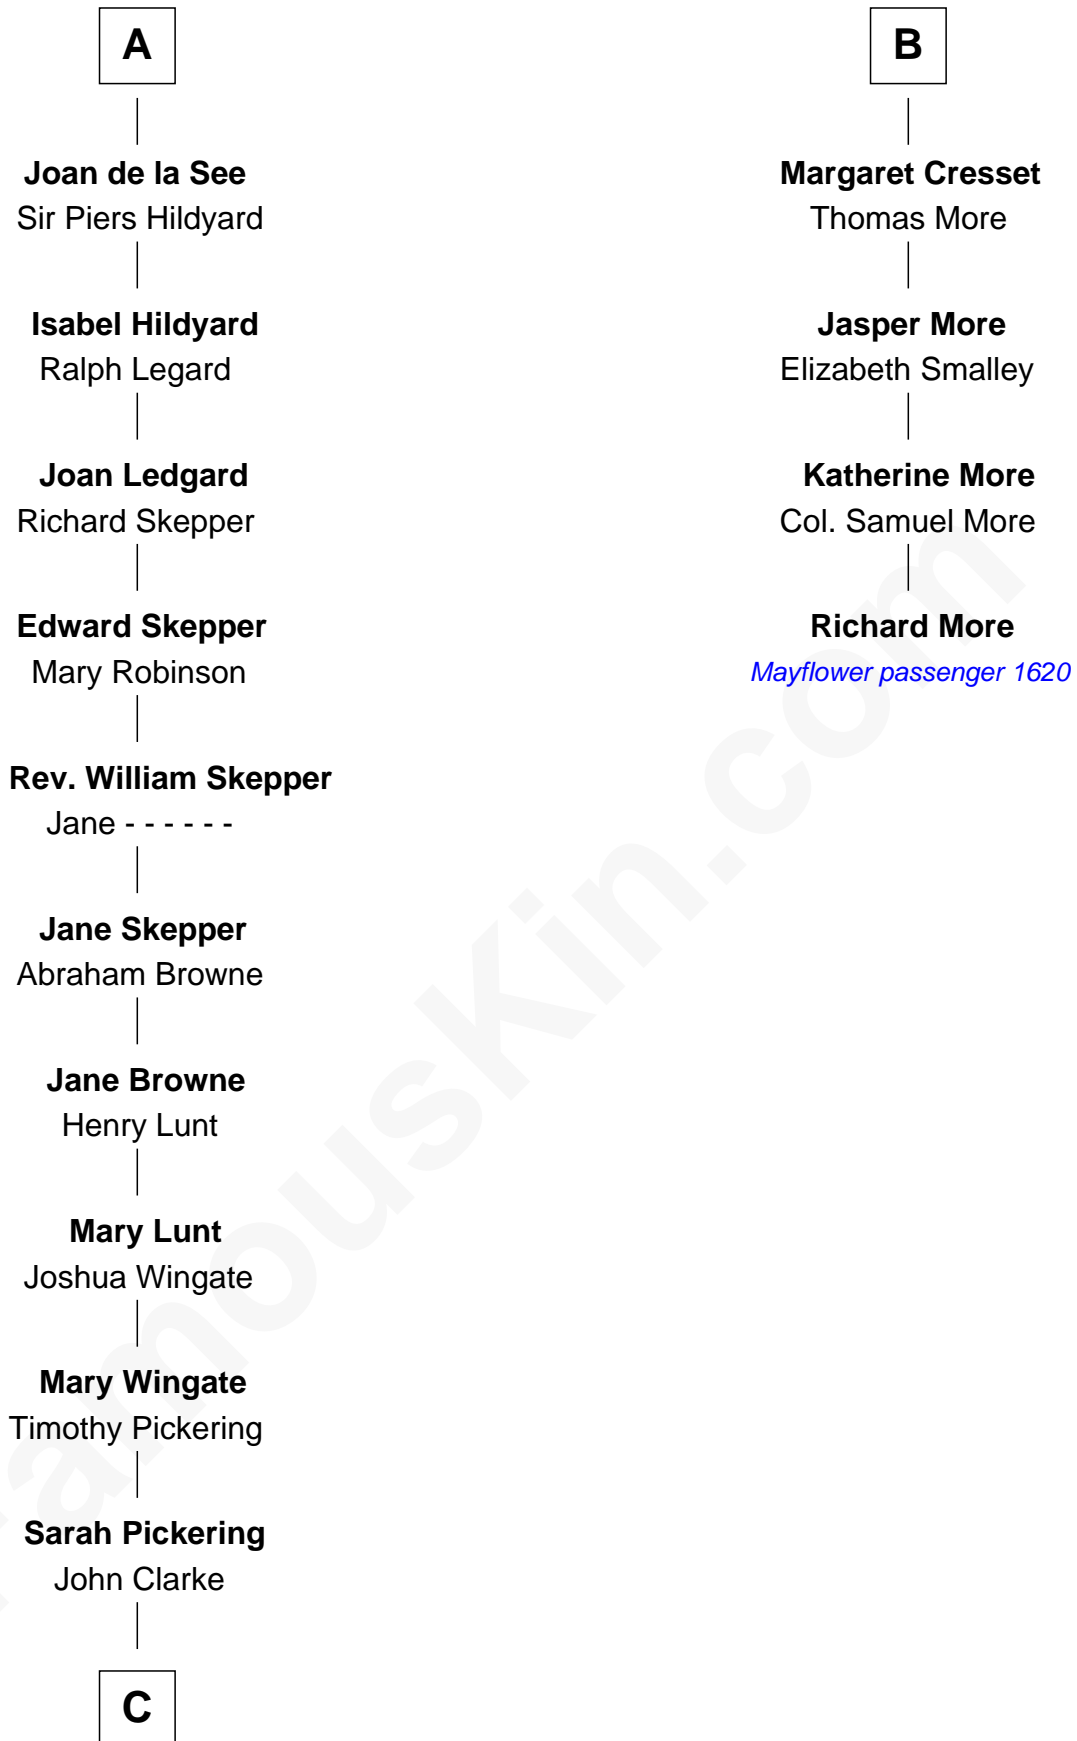 A
Joan de la See
Sir Piers Hildyard
Isabel Hildyard
Ralph Legard
Joan Ledgard
Richard Skepper
Edward Skepper
Mary Robinson
Rev. William Skepper
Jane - - - - - -
Jane Skepper
Abraham Browne
Jane Browne
Henry Lunt
Mary Lunt
Joshua Wingate
Mary Wingate
Timothy Pickering
Sarah Pickering
John Clarke
C
B
Margaret Cresset
Thomas More
Jasper More
Elizabeth Smalley
Katherine More
Col. Samuel More
Richard More
Mayflower passenger 1620
FamousKin.com